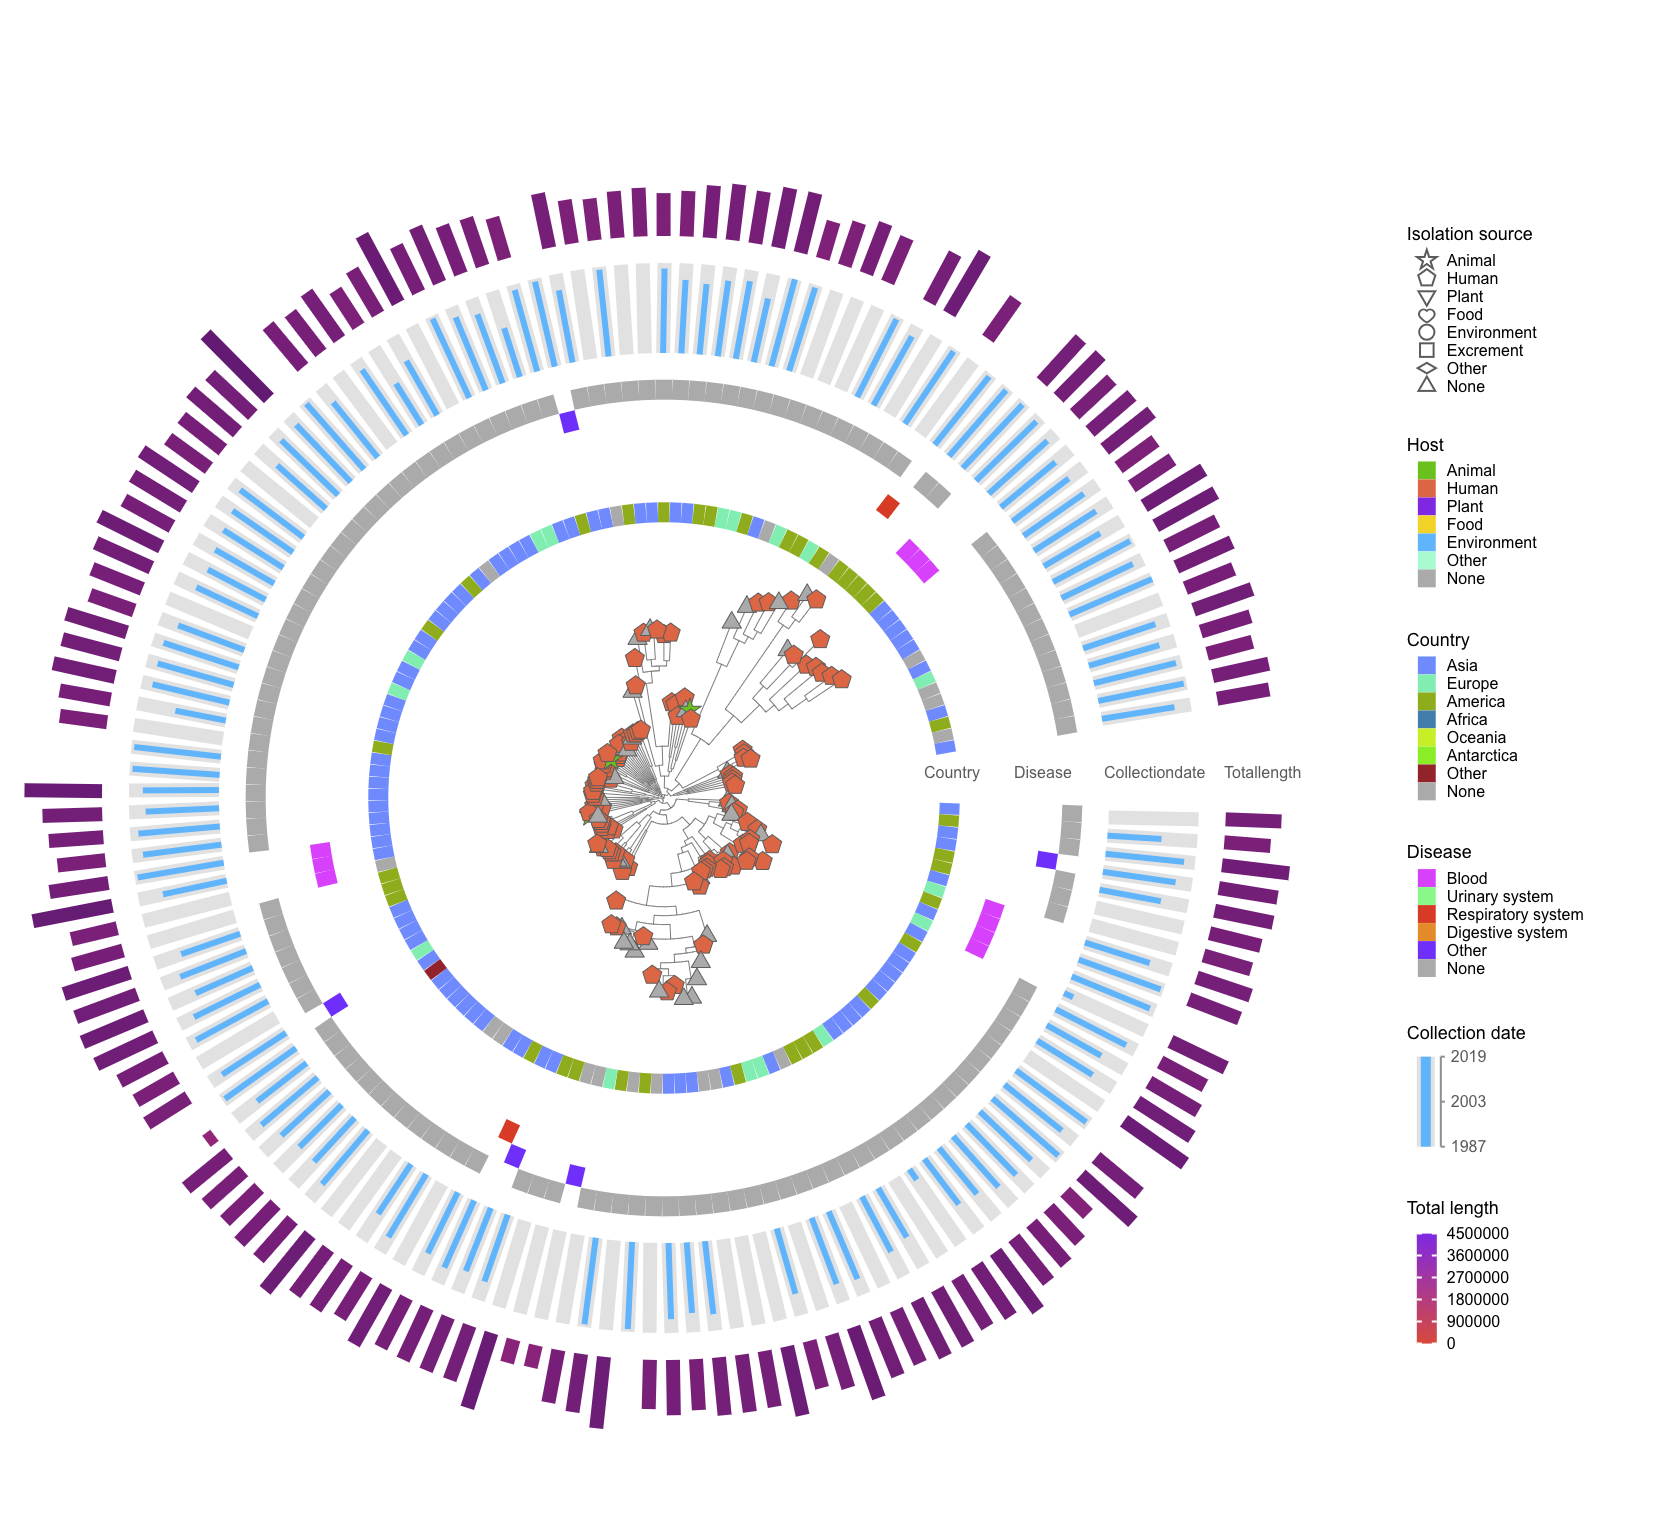 Isolation source
Animal
Human
Plant
Food
Environment
Excrement
Other
None
Host
Animal
Human
Plant
Food
Environment
Other
None
Country
Asia
Europe
America
Africa
Oceania
Antarctica
Other
None
Country Disease Collectiondate Totallength
Disease
Blood
Urinary system
Respiratory system
Digestive system
Other
None
Collection date
2019
2003
1987
Total length
4500000
3600000
2700000
1800000
900000
0